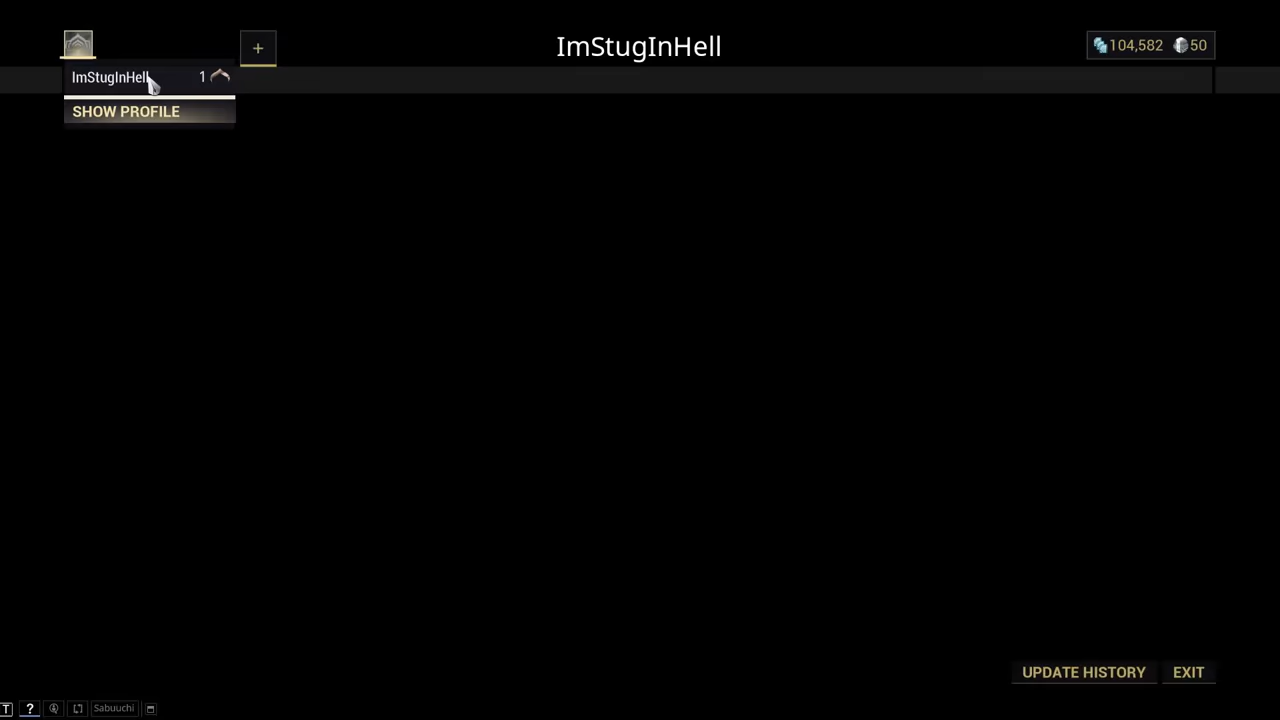 +
ImStugInHell
104,582 50
ImStugInHell 1
SHOW PROFILE
UPDATE HISTORY EXIT
T ? Sabuuchi